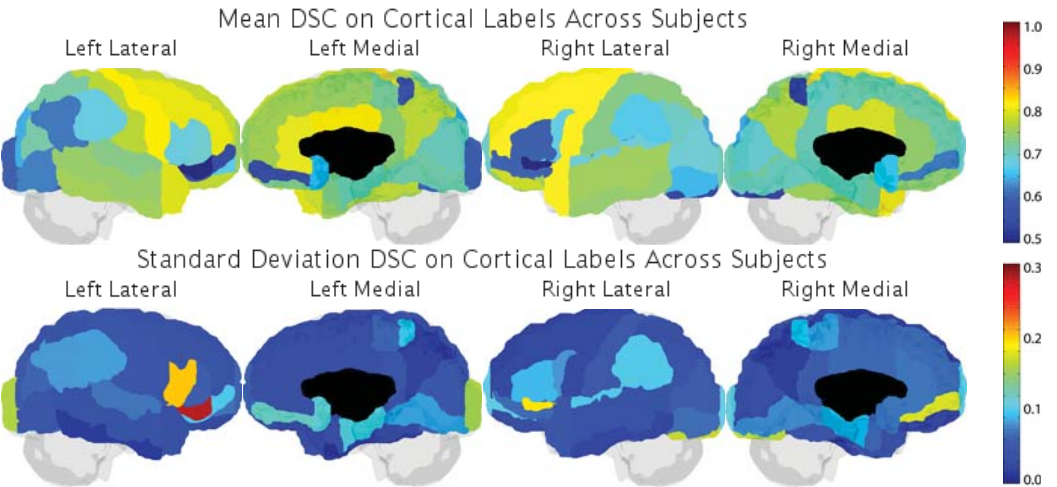 Mean DSC on Cortical Labels Across Subjects
Left Lateral Left Medial Right Lateral Right Medial
1.0
0.9
0.8
0.7
0.6
0.5
Standard Deviation DSC on Cortical Labels Across Subjects
Left Lateral Left Medial Right Lateral Right Medial
0.3
0.2
0.1
0.0